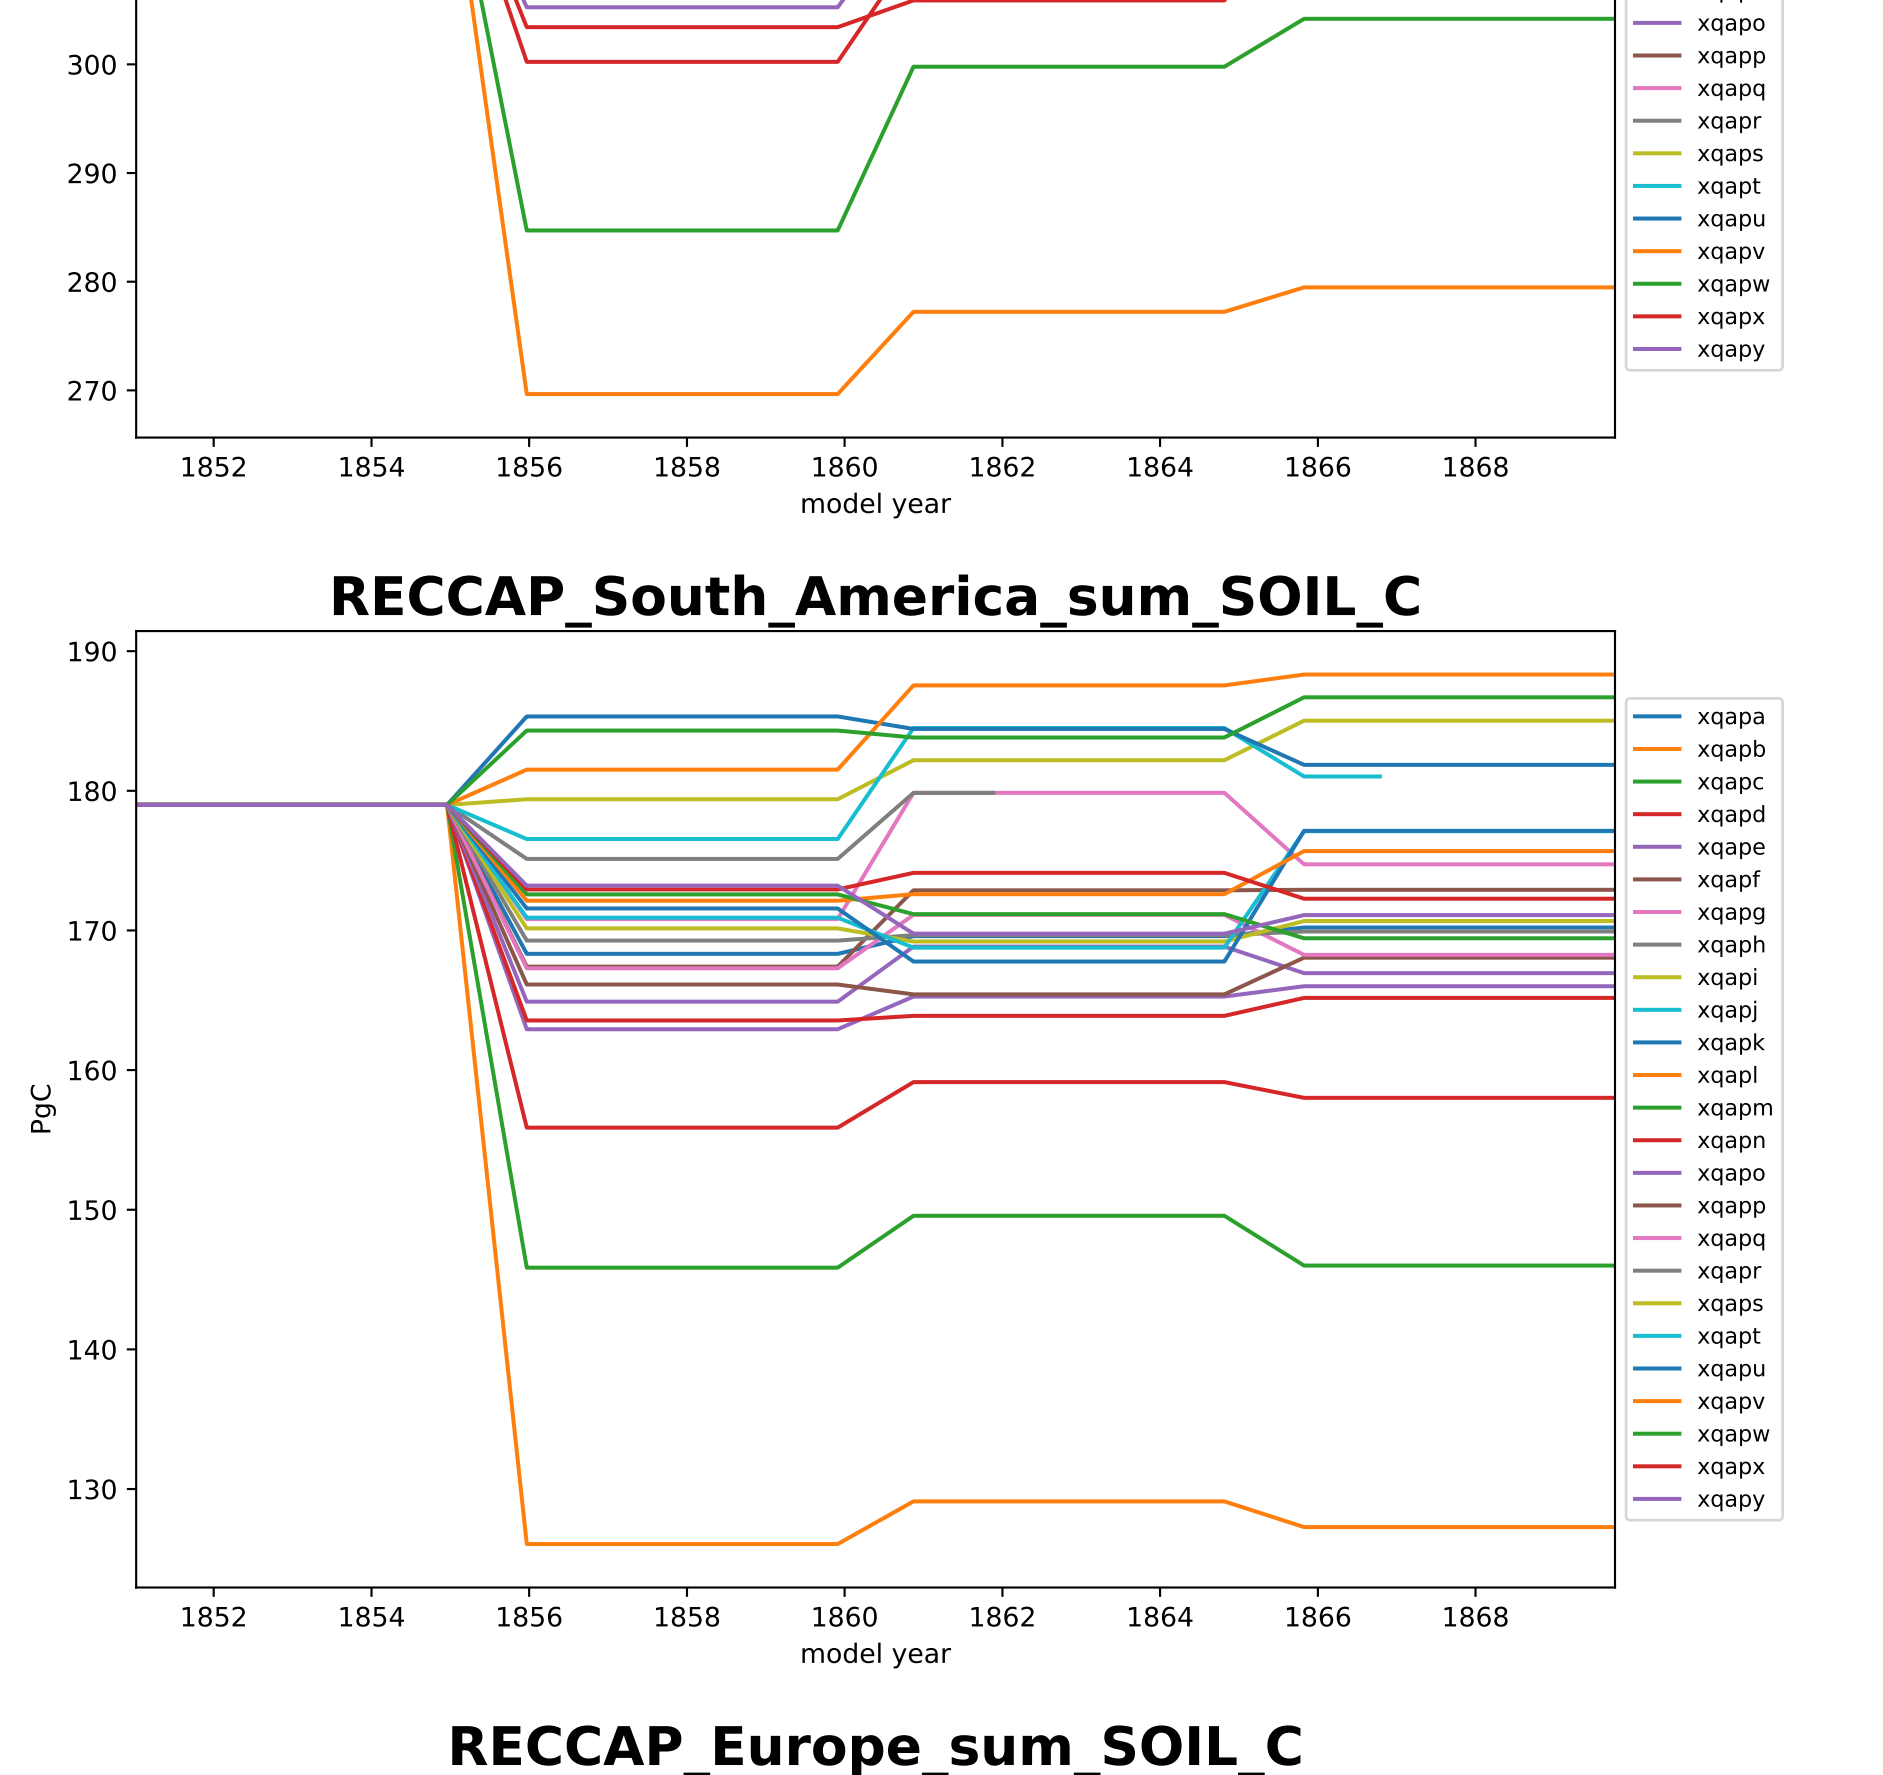 xqapo
xqapp
xqapq
xqapr
xqaps
xqapt
xqapu
xqapv
xqapw
xqapx
xqapy
300
290
280
270
1852 1854 1856 1858 1860 1862 1864 1866 1868
model year
RECCAP_South_America_sum_SOIL_C
190
180
170
160
150
140
130
PgC
xqapa
xqapb
xqapc
xqapd
xqape
xqapf
xqapg
xqaph
xqapi
xqapj
xqapk
xqapl
xqapm
xqapn
xqapo
xqapp
xqapq
xqapr
xqaps
xqapt
xqapu
xqapv
xqapw
xqapx
xqapy
1852 1854 1856 1858 1860 1862 1864 1866 1868
model year
RECCAP_Europe_sum_SOIL_C